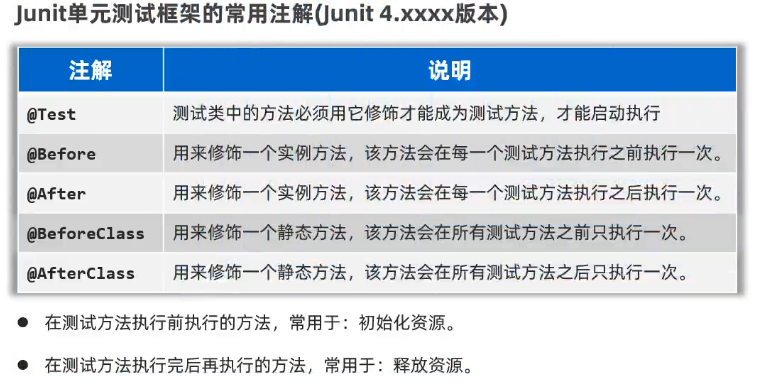 Junit单元测试框架的常用注解(Junit 4.xxxx版本)
注解 说明
@Test 测试类中的方法必须用它修饰才能成为测试方法，才能启动执行
@Before 用来修饰一个实例方法，该方法会在每一个测试方法执行之前执行一次。
@After 用来修饰一个实例方法，该方法会在每一个测试方法执行之后执行一次。
@BeforeClass 用来修饰一个静态方法，该方法会在所有测试方法之前只执行一次。
@AfterClass 用来修饰一个静态方法，该方法会在所有测试方法之后只执行一次。
● 在测试方法执行前执行的方法，常用于：初始化资源。
● 在测试方法执行完后再执行的方法，常用于：释放资源。